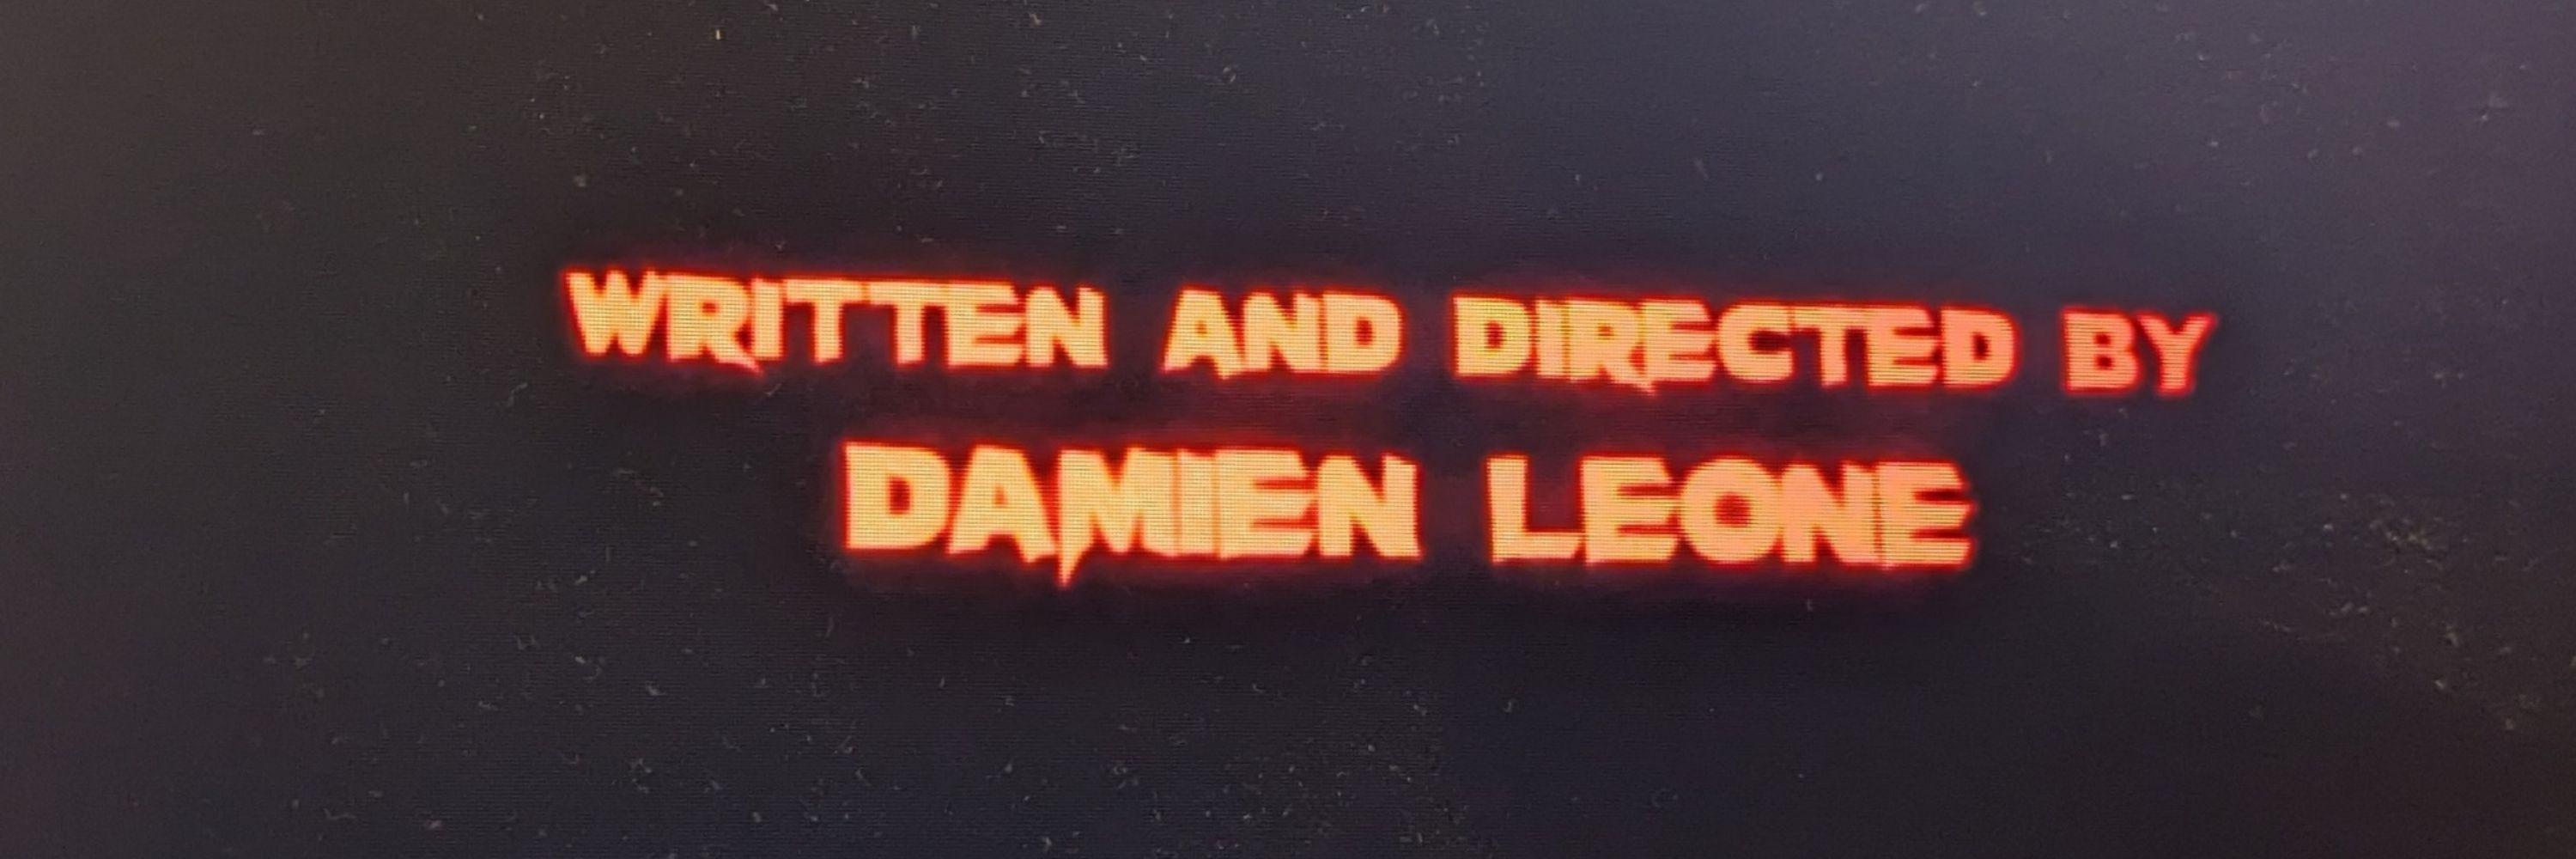 WRITTEN AND DIRECTED BY
DAMIEN LEONE